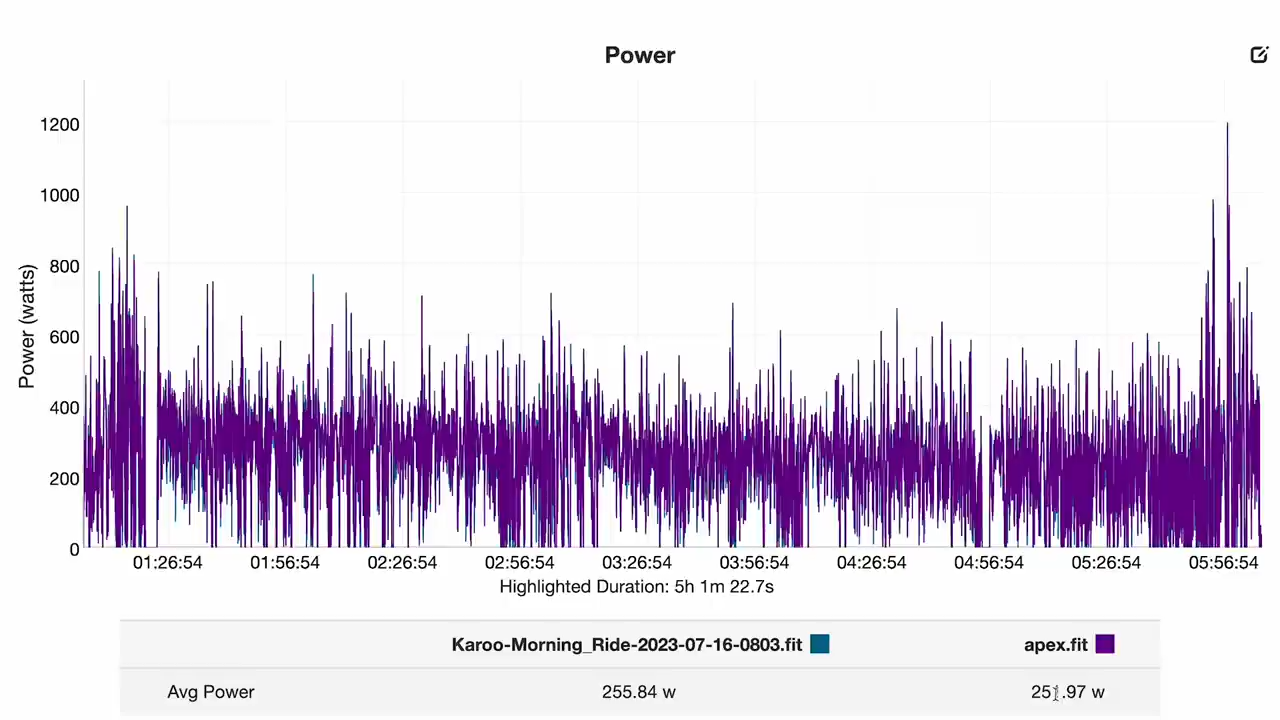 Power
1200
1000
800
600
400
200
0
Power (watts)
01:26:54 01:56:54 02:26:54 02:56:54 03:26:54 03:56:54 04:26:54 04:56:54 05:26:54 05:56:54
Highlighted Duration: 5h 1m 22.7s
Karoo-Morning_Ride-2023-07-16-0803.fit apex.fit
Avg Power 255.84 w